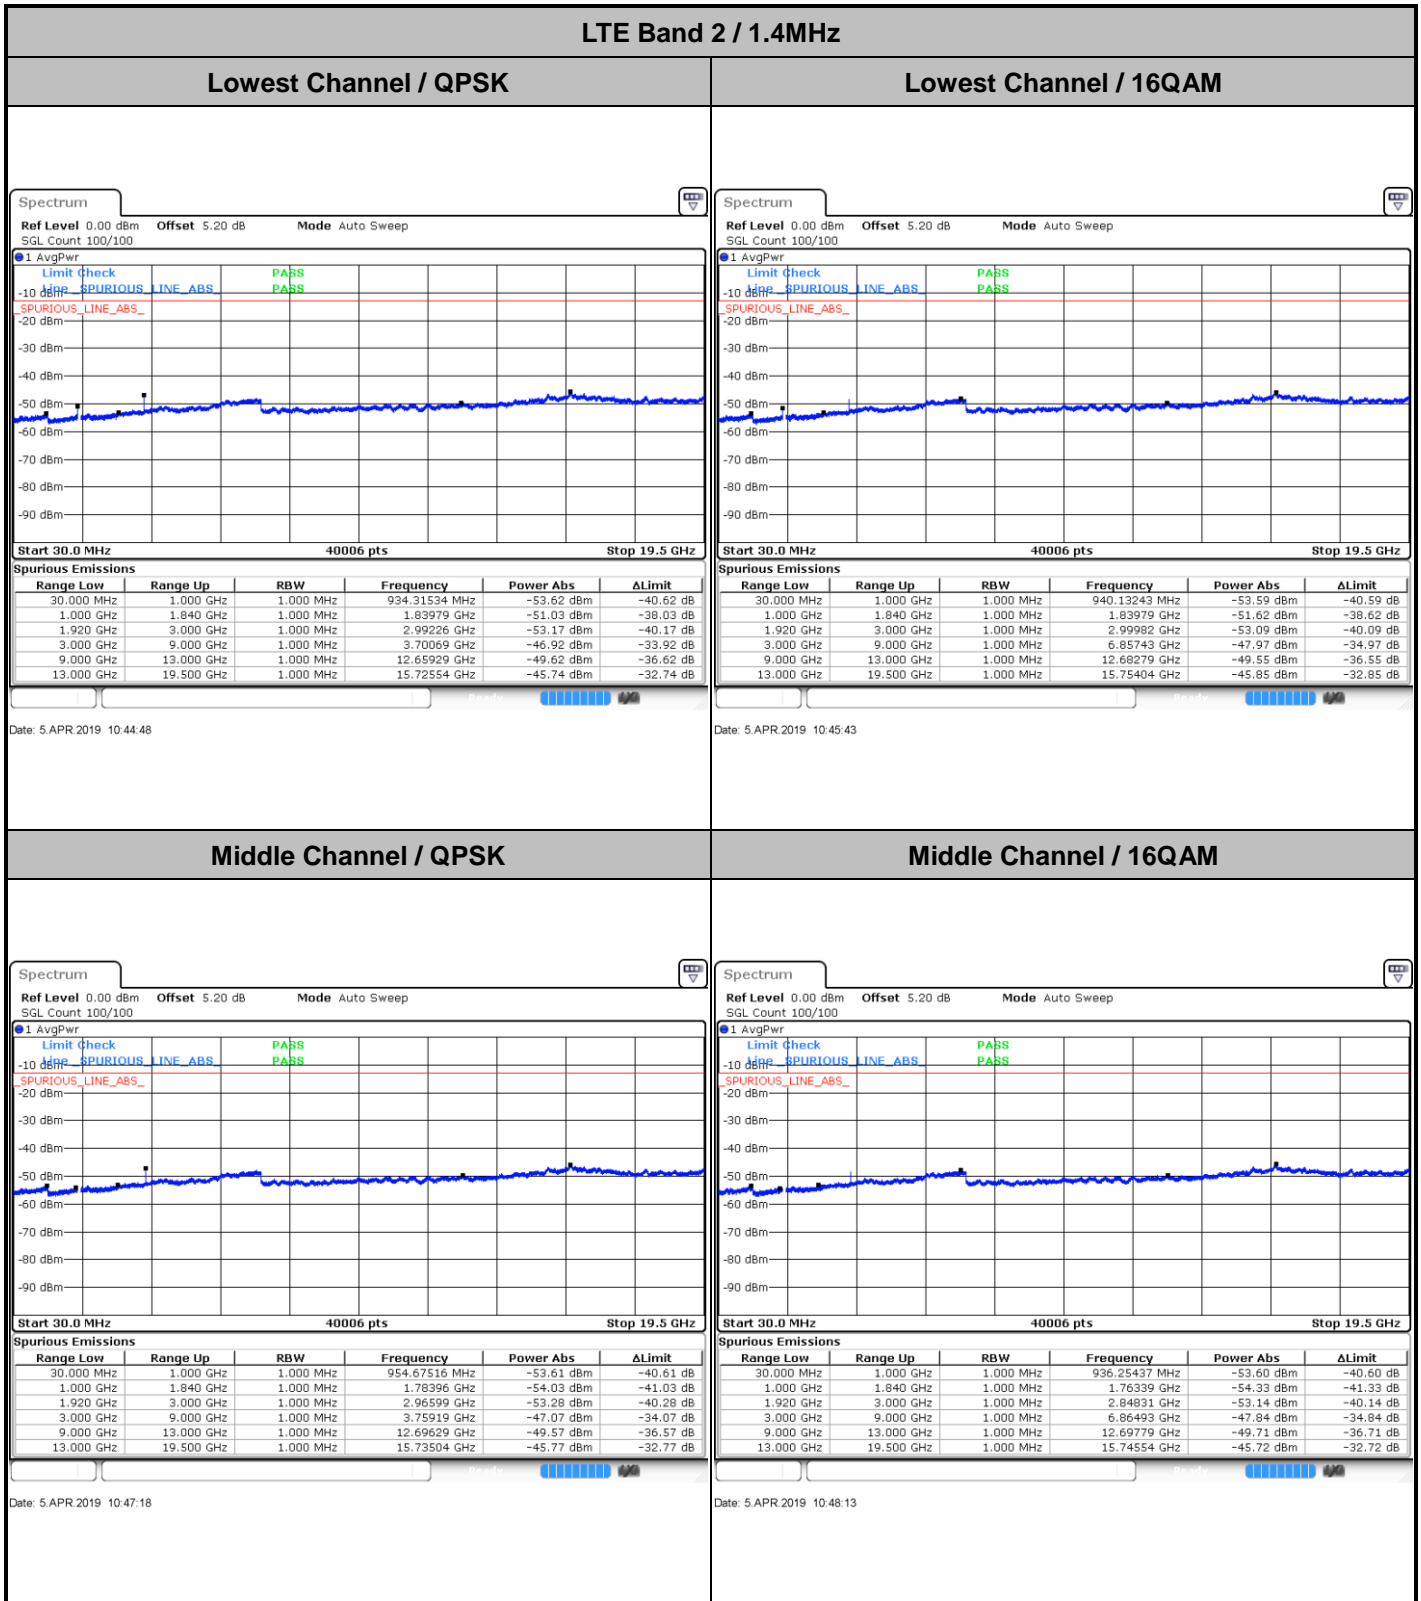 LTE Band 2 / 1.4MHz
Lowest Channel / QPSK
Lowest Channel / 16QAM
Spectrum
Ref Level 0.00 dBm Offset 5.20 dB Mode Auto Sweep
SGL Count 100/100
1 AvgPwr
Limit Check PASS
Line _SPURIOUS_LINE_ABS_ PASS
-10 dBm
_SPURIOUS_LINE_ABS_
-20 dBm
-30 dBm
-40 dBm
-50 dBm
-60 dBm
-70 dBm
-80 dBm
-90 dBm
Start 30.0 MHz 40006 pts Stop 19.5 GHz
Spurious Emissions
Range Low Range Up RBW Frequency Power Abs ΔLimit
30.000 MHz 1.000 GHz 1.000 MHz 934.31534 MHz -53.62 dBm -40.62 dB
1.000 GHz 1.840 GHz 1.000 MHz 1.83979 GHz -51.03 dBm -38.03 dB
1.920 GHz 3.000 GHz 1.000 MHz 2.99226 GHz -53.17 dBm -40.17 dB
3.000 GHz 9.000 GHz 1.000 MHz 3.70069 GHz -46.92 dBm -33.92 dB
9.000 GHz 13.000 GHz 1.000 MHz 12.65929 GHz -49.62 dBm -36.62 dB
13.000 GHz 19.500 GHz 1.000 MHz 15.72554 GHz -45.74 dBm -32.74 dB
Date: 5.APR.2019 10:44:48
Spectrum
Ref Level 0.00 dBm Offset 5.20 dB Mode Auto Sweep
SGL Count 100/100
1 AvgPwr
Limit Check PASS
Line _SPURIOUS_LINE_ABS_ PASS
-10 dBm
_SPURIOUS_LINE_ABS_
-20 dBm
-30 dBm
-40 dBm
-50 dBm
-60 dBm
-70 dBm
-80 dBm
-90 dBm
Start 30.0 MHz 40006 pts Stop 19.5 GHz
Spurious Emissions
Range Low Range Up RBW Frequency Power Abs ΔLimit
30.000 MHz 1.000 GHz 1.000 MHz 940.13243 MHz -53.59 dBm -40.59 dB
1.000 GHz 1.840 GHz 1.000 MHz 1.83979 GHz -51.62 dBm -38.62 dB
1.920 GHz 3.000 GHz 1.000 MHz 2.99982 GHz -53.09 dBm -40.09 dB
3.000 GHz 9.000 GHz 1.000 MHz 6.85743 GHz -47.97 dBm -34.97 dB
9.000 GHz 13.000 GHz 1.000 MHz 12.68279 GHz -49.55 dBm -36.55 dB
13.000 GHz 19.500 GHz 1.000 MHz 15.75404 GHz -45.85 dBm -32.85 dB
Date: 5.APR.2019 10:45:43
Middle Channel / QPSK
Middle Channel / 16QAM
Spectrum
Ref Level 0.00 dBm Offset 5.20 dB Mode Auto Sweep
SGL Count 100/100
1 AvgPwr
Limit Check PASS
Line _SPURIOUS_LINE_ABS_ PASS
-10 dBm
_SPURIOUS_LINE_ABS_
-20 dBm
-30 dBm
-40 dBm
-50 dBm
-60 dBm
-70 dBm
-80 dBm
-90 dBm
Start 30.0 MHz 40006 pts Stop 19.5 GHz
Spurious Emissions
Range Low Range Up RBW Frequency Power Abs ΔLimit
30.000 MHz 1.000 GHz 1.000 MHz 954.67516 MHz -53.61 dBm -40.61 dB
1.000 GHz 1.840 GHz 1.000 MHz 1.78396 GHz -54.03 dBm -41.03 dB
1.920 GHz 3.000 GHz 1.000 MHz 2.96599 GHz -53.28 dBm -40.28 dB
3.000 GHz 9.000 GHz 1.000 MHz 3.75919 GHz -47.07 dBm -34.07 dB
9.000 GHz 13.000 GHz 1.000 MHz 12.69629 GHz -49.57 dBm -36.57 dB
13.000 GHz 19.500 GHz 1.000 MHz 15.73504 GHz -45.77 dBm -32.77 dB
Date: 5.APR.2019 10:47:18
Spectrum
Ref Level 0.00 dBm Offset 5.20 dB Mode Auto Sweep
SGL Count 100/100
1 AvgPwr
Limit Check PASS
Line _SPURIOUS_LINE_ABS_ PASS
-10 dBm
_SPURIOUS_LINE_ABS_
-20 dBm
-30 dBm
-40 dBm
-50 dBm
-60 dBm
-70 dBm
-80 dBm
-90 dBm
Start 30.0 MHz 40006 pts Stop 19.5 GHz
Spurious Emissions
Range Low Range Up RBW Frequency Power Abs ΔLimit
30.000 MHz 1.000 GHz 1.000 MHz 936.25437 MHz -53.60 dBm -40.60 dB
1.000 GHz 1.840 GHz 1.000 MHz 1.76339 GHz -54.33 dBm -41.33 dB
1.920 GHz 3.000 GHz 1.000 MHz 2.84831 GHz -53.14 dBm -40.14 dB
3.000 GHz 9.000 GHz 1.000 MHz 6.86493 GHz -47.84 dBm -34.84 dB
9.000 GHz 13.000 GHz 1.000 MHz 12.69779 GHz -49.71 dBm -36.71 dB
13.000 GHz 19.500 GHz 1.000 MHz 15.74554 GHz -45.72 dBm -32.72 dB
Date: 5.APR.2019 10:48:13